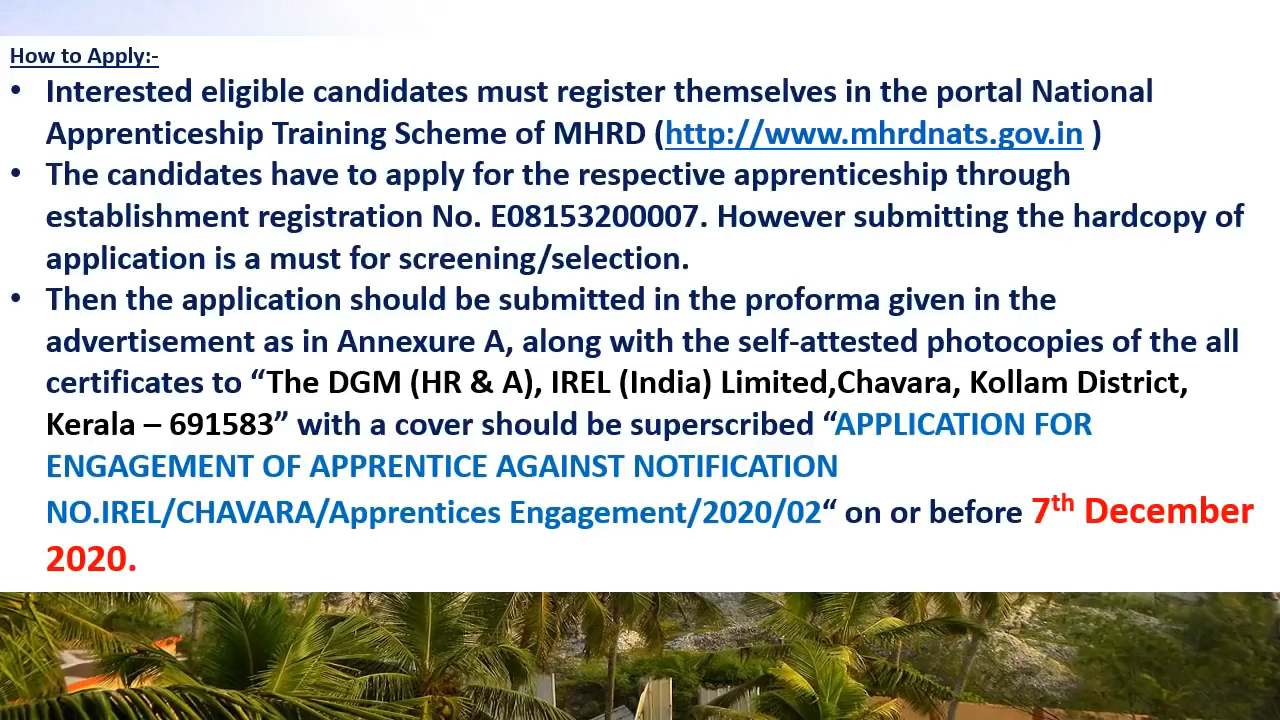 How to Apply:-
• Interested eligible candidates must register themselves in the portal National
Apprenticeship Training Scheme of MHRD (http://www.mhrdnats.gov.in )
• The candidates have to apply for the respective apprenticeship through
establishment registration No. E08153200007. However submitting the hardcopy of
application is a must for screening/selection.
• Then the application should be submitted in the proforma given in the
advertisement as in Annexure A, along with the self-attested photocopies of the all
certificates to “The DGM (HR & A), IREL (India) Limited,Chavara, Kollam District,
Kerala – 691583” with a cover should be superscribed “APPLICATION FOR
ENGAGEMENT OF APPRENTICE AGAINST NOTIFICATION
NO.IREL/CHAVARA/Apprentices Engagement/2020/02“ on or before 7th December
2020.